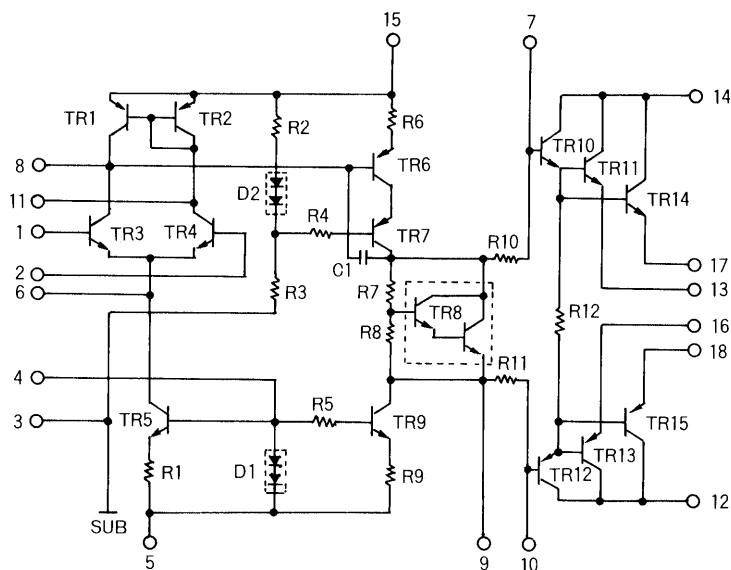 15
7
14
TR1
TR2
R2
R6
TR10
TR11
8
TR6
D2
TR14
11
R4
1
TR3
TR4
TR7
C1
R10
17
2
R7
13
6
R3
TR8
R12
16
R8
18
R11
4
TR5
R5
TR9
TR15
3
TR13
TR12
R1
D1
R9
12
SUB
5
9
10